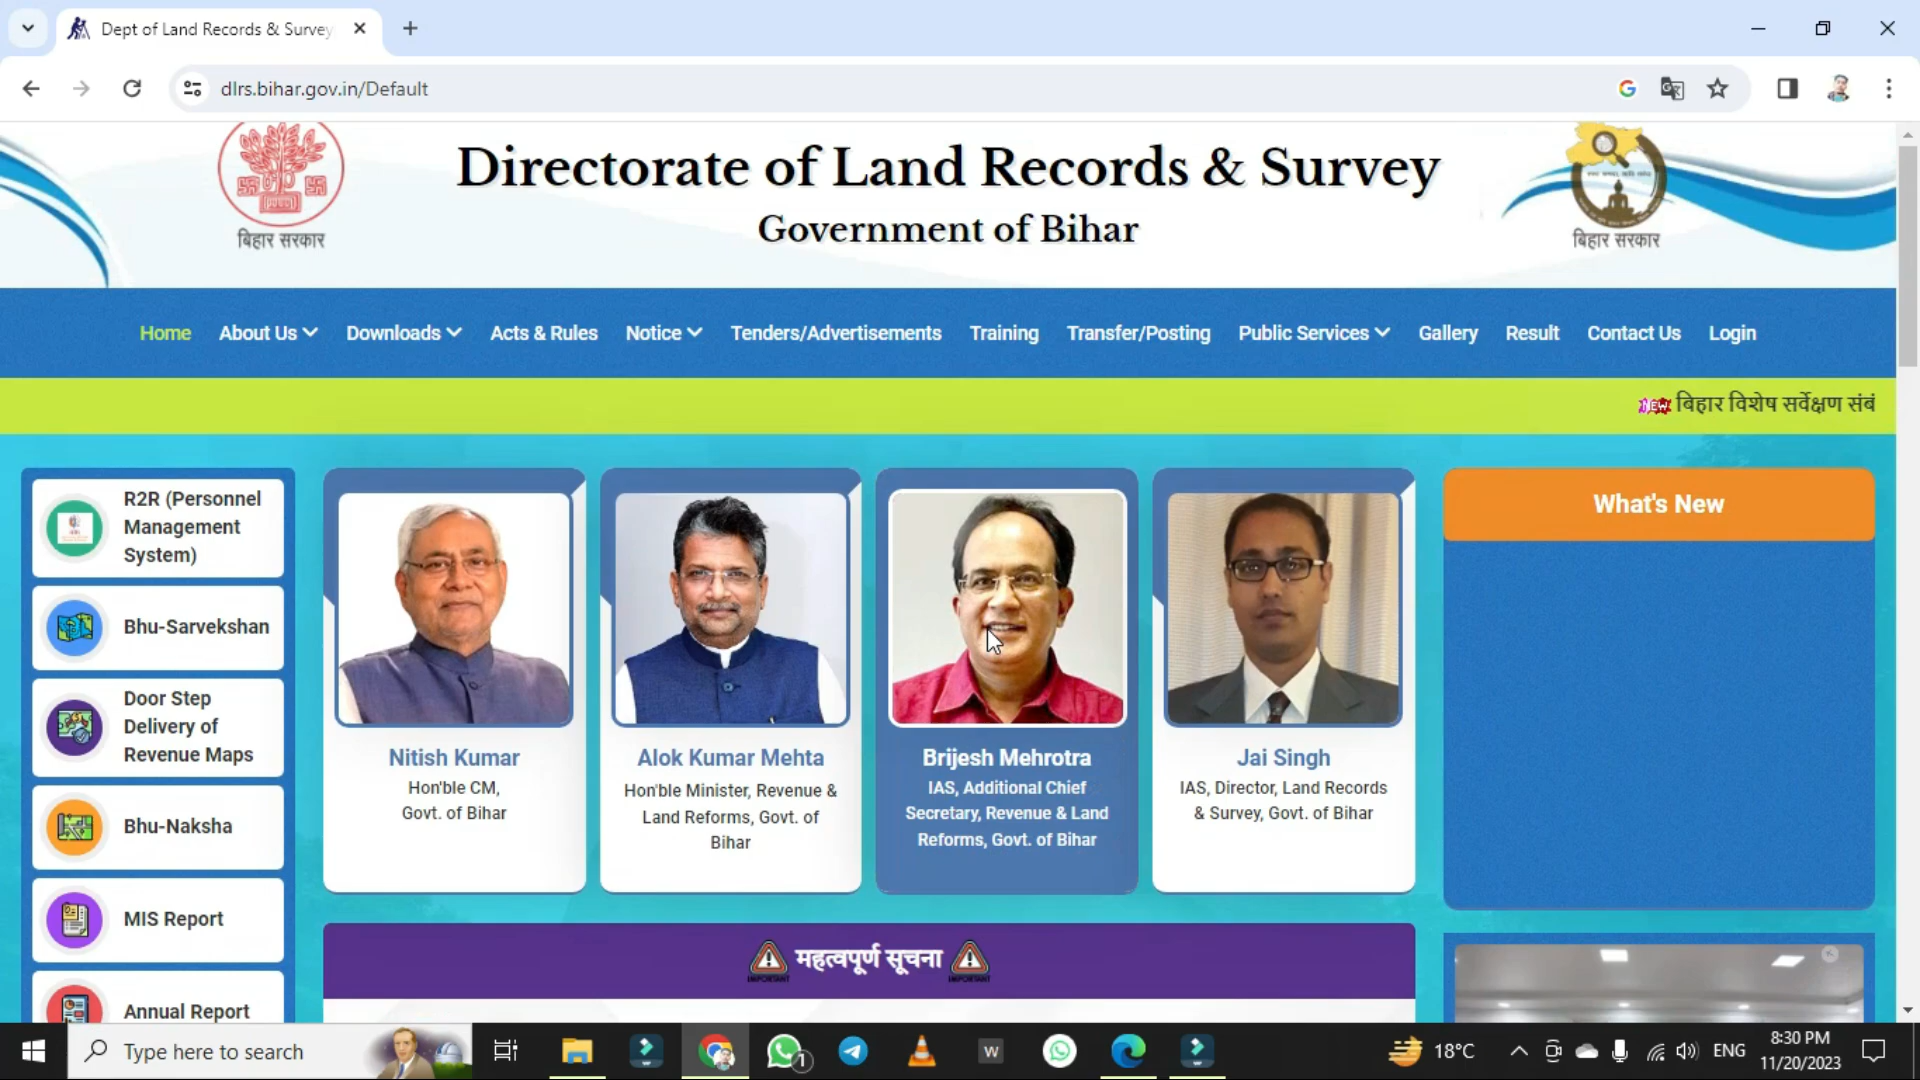 Dept of Land Records & Survey
dlrs.bihar.gov.in/Default
Directorate of Land Records & Survey
Government of Bihar
बिहार सरकार
बिहार सरकार
Home About Us Downloads Acts & Rules Notice Tenders/Advertisements Training Transfer/Posting Public Services Gallery Result Contact Us Login
NEW बिहार विशेष सर्वेक्षण संबं
R2R (Personnel
Management
System)
Bhu-Sarvekshan
Door Step
Delivery of
Revenue Maps
Bhu-Naksha
MIS Report
Annual Report
Nitish Kumar
Hon'ble CM,
Govt. of Bihar
Alok Kumar Mehta
Hon'ble Minister, Revenue &
Land Reforms, Govt. of
Bihar
Brijesh Mehrotra
IAS, Additional Chief
Secretary, Revenue & Land
Reforms, Govt. of Bihar
Jai Singh
IAS, Director, Land Records
& Survey, Govt. of Bihar
What's New
IMPORTANT महत्वपूर्ण सूचना IMPORTANT
Type here to search
W
1
18°C
ENG
8:30 PM
11/20/2023